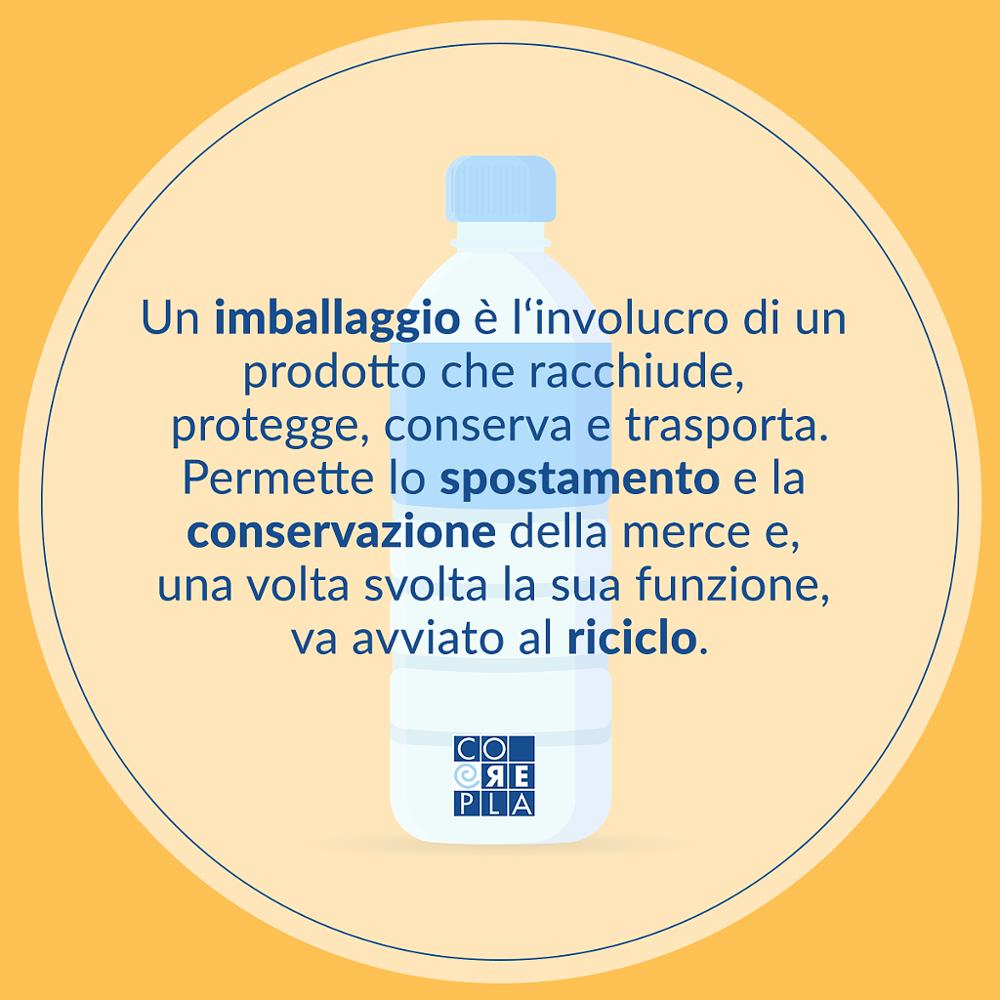 Un imballaggio è l‘involucro di un
prodotto che racchiude,
protegge, conserva e trasporta.
Permette lo spostamento e la
conservazione della merce e,
una volta svolta la sua funzione,
va avviato al riciclo.
CO
RE
PLA